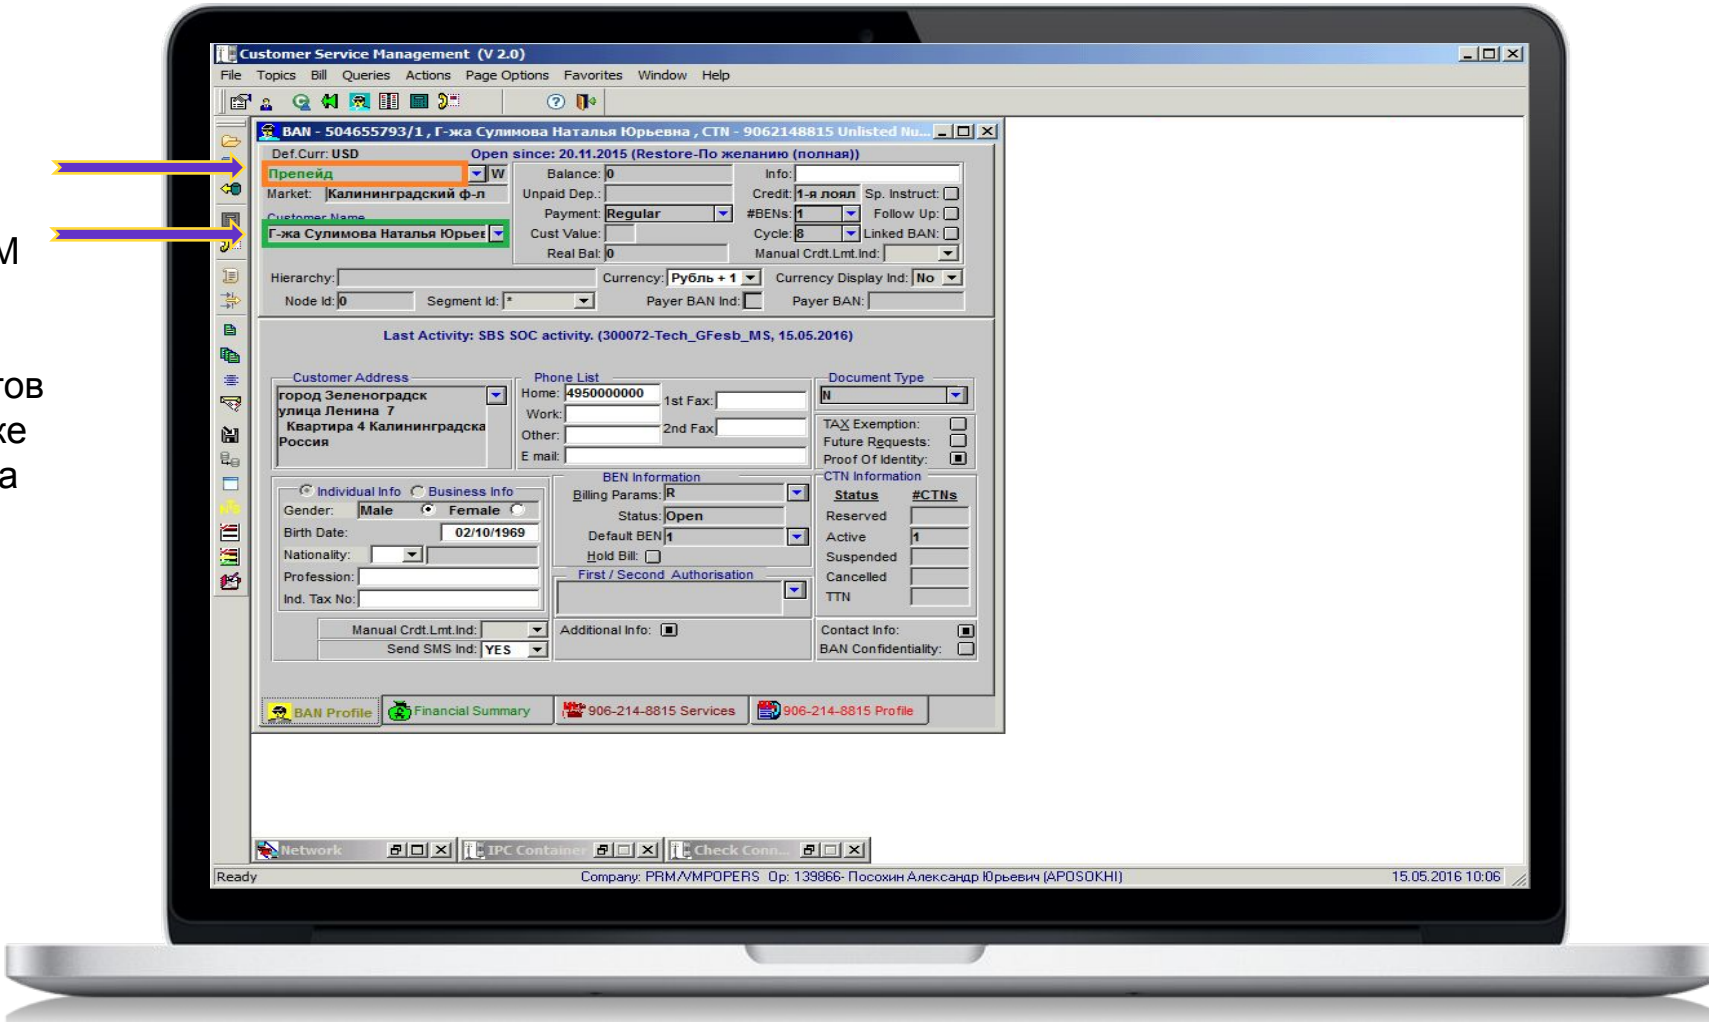 Customer Service Management (V 2.0)
File Topics Bill Queries Actions Page Options Favorites Window Help
BAN - 504655793/1 , Г-жа Сулимова Наталья Юрьевна , CTN - 9062148815 Unlisted Nu...
Def.Curr: USD Open since: 20.11.2015 (Restore-По желанию (полная))
Препейд W Balance: 0 Info:
Market: Калининградский ф-л Unpaid Dep.: Credit: 1-я лоял Sp. Instruct:
Customer Name Payment: Regular #BENs: 1 Follow Up:
Г-жа Сулимова Наталья Юрьев Cust Value: Cycle: 8 Linked BAN:
М
Real Bal: 0 Manual Crdt.Lmt.Ind:
Hierarchy: Currency: Рубль + 1 Currency Display Ind: No
Node Id: 0 Segment Id: * Payer BAN Ind: Payer BAN:
Last Activity: SBS SOC activity. (300072-Tech_GFesb_MS, 15.05.2016)
тов
же
а
Customer Address Phone List Document Type
город Зеленоградск Home: 4950000000 1st Fax: N
улица Ленина 7 Work:
Квартира 4 Калининградска Other: 2nd Fax TAX Exemption:
Россия Future Requests:
E mail: Proof Of Identity:
BEN Information CTN Information
Individual Info Business Info Billing Params: R Status #CTNs
Gender: Male Female Status: Open Reserved
Birth Date: 02/10/1969 Default BEN 1 Active 1
Nationality: Hold Bill: Suspended
Profession: First / Second Authorisation Cancelled
Ind. Tax No: TTN
Manual Crdt.Lmt.Ind: Additional Info: Contact Info:
Send SMS Ind: YES BAN Confidentiality:
BAN Profile Financial Summary 906-214-8815 Services 906-214-8815 Profile
Network IPC Container Check Conn...
Ready Company: PRM/VMPOPERS Op: 139866- Посохин Александр Юрьевич (APOSOKHI) 15.05.2016 10:06